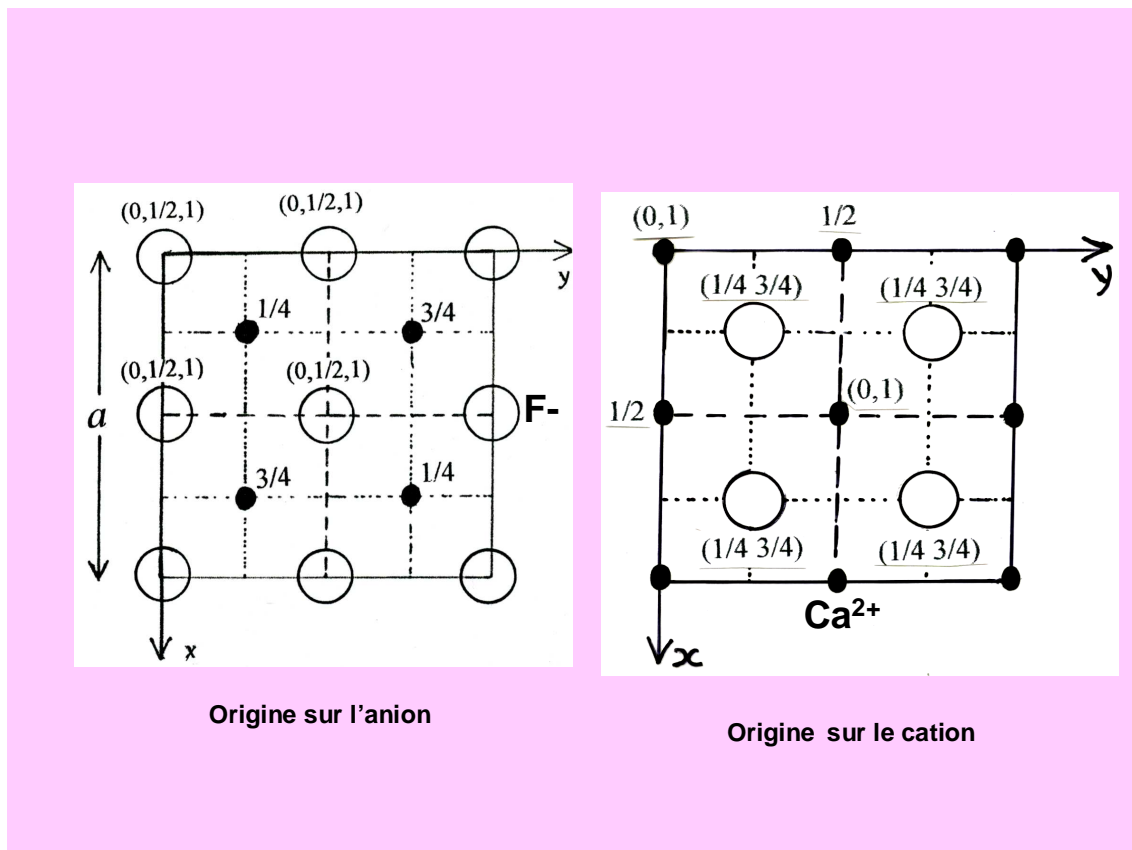 (0,1/2,1) (0,1/2,1)
y
1/4 3/4
(0,1/2,1) (0,1/2,1)
a
F-
3/4 1/4
x
(0,1) 1/2
y
(1/4 3/4) (1/4 3/4)
(0,1)
1/2
(1/4 3/4) (1/4 3/4)
Ca²⁺
x
Origine sur l’anion
Origine sur le cation